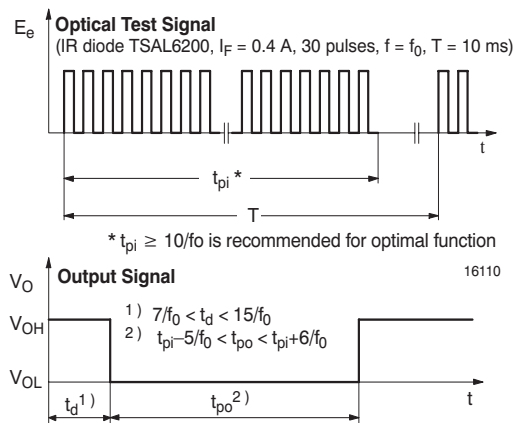 E_e Optical Test Signal
(IR diode TSAL6200, I_F = 0.4 A, 30 pulses, f = f_0, T = 10 ms)
t
t_pi *
T
* t_pi ≥ 10/fo is recommended for optimal function
V_O Output Signal 16110
V_OH
1) 7/f_0 < t_d < 15/f_0
2) t_pi–5/f_0 < t_po < t_pi+6/f_0
V_OL
t_d 1) t_po 2) t